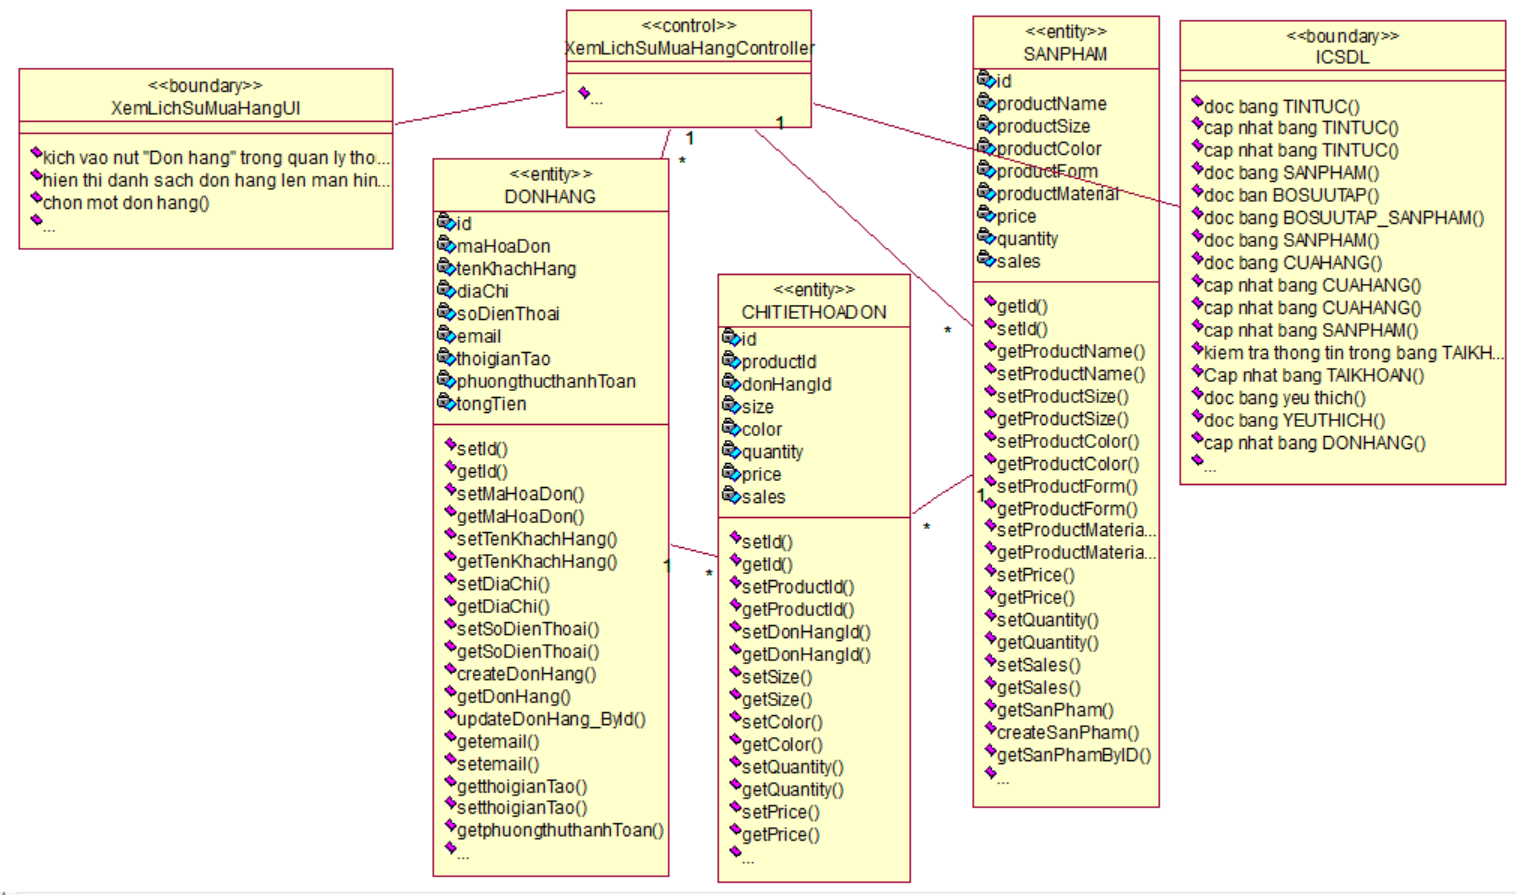 <<boundary>>
XemLichSuMuaHangUI
kich vao nut "Don hang" trong quan ly tho...
hien thi danh sach don hang len man hin...
chon mot don hang()
...
<<control>>
XemLichSuMuaHangController
...
1
*
1
*
<<entity>>
DONHANG
id
maHoaDon
tenKhachHang
diaChi
soDienThoai
email
thoigianTao
phuongthucthanhToan
tongTien
setId()
getId()
setMaHoaDon()
getMaHoaDon()
setTenKhachHang()
getTenKhachHang()
setDiaChi()
getDiaChi()
setSoDienThoai()
getSoDienThoai()
createDonHang()
getDonHang()
updateDonHang_ById()
getemail()
setemail()
getthoigianTao()
setthoigianTao()
getphuongthuthanhToan()
...
1
*
<<entity>>
CHITIETHOADON
id
productId
donHangId
size
color
quantity
price
sales
setId()
getId()
setProductId()
getProductId()
setDonHangId()
getDonHangId()
setSize()
getSize()
setColor()
getColor()
setQuantity()
getQuantity()
setPrice()
getPrice()
...
*
1
<<entity>>
SANPHAM
id
productName
productSize
productColor
productForm
productMaterial
price
quantity
sales
getId()
setId()
getProductName()
setProductName()
setProductSize()
getProductSize()
setProductColor()
getProductColor()
setProductForm()
getProductForm()
setProductMateria...
getProductMateria...
setPrice()
getPrice()
setQuantity()
getQuantity()
setSales()
getSales()
getSanPham()
createSanPham()
getSanPhamByID()
...
<<boundary>>
ICSDL
doc bang TINTUC()
cap nhat bang TINTUC()
cap nhat bang TINTUC()
doc bang SANPHAM()
doc ban BOSUUTAP()
doc bang BOSUUTAP_SANPHAM()
doc bang SANPHAM()
doc bang CUAHANG()
cap nhat bang CUAHANG()
cap nhat bang CUAHANG()
cap nhat bang SANPHAM()
kiem tra thong tin trong bang TAIKH...
Cap nhat bang TAIKHOAN()
doc bang yeu thich()
doc bang YEUTHICH()
cap nhat bang DONHANG()
...